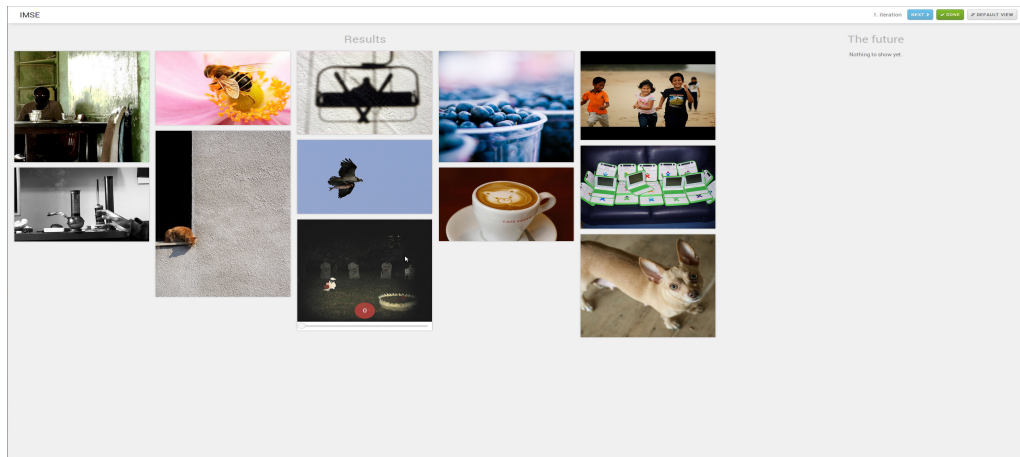 IMSE
1. Iteration
NEXT >
✔ DONE
DEFAULT VIEW
Results
The future
Nothing to show yet.
0